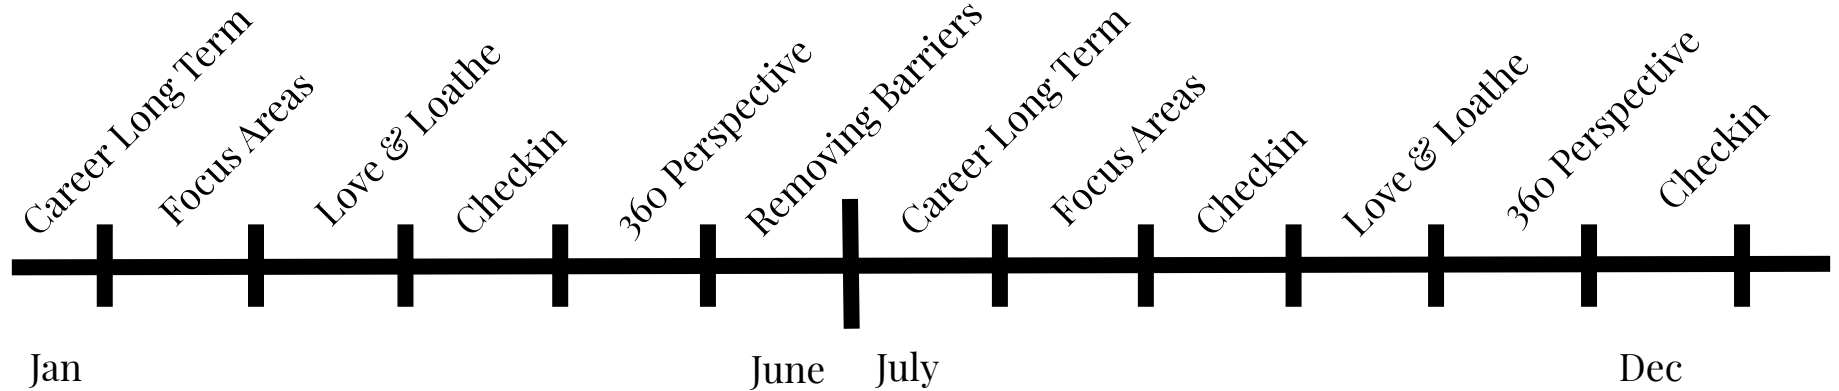 Career Long Term
Focus Areas
Love & Loathe
Checkin
360 Perspective
Removing Barriers
Career Long Term
Focus Areas
Checkin
Love & Loathe
360 Perspective
Checkin
Jan
June
July
Dec